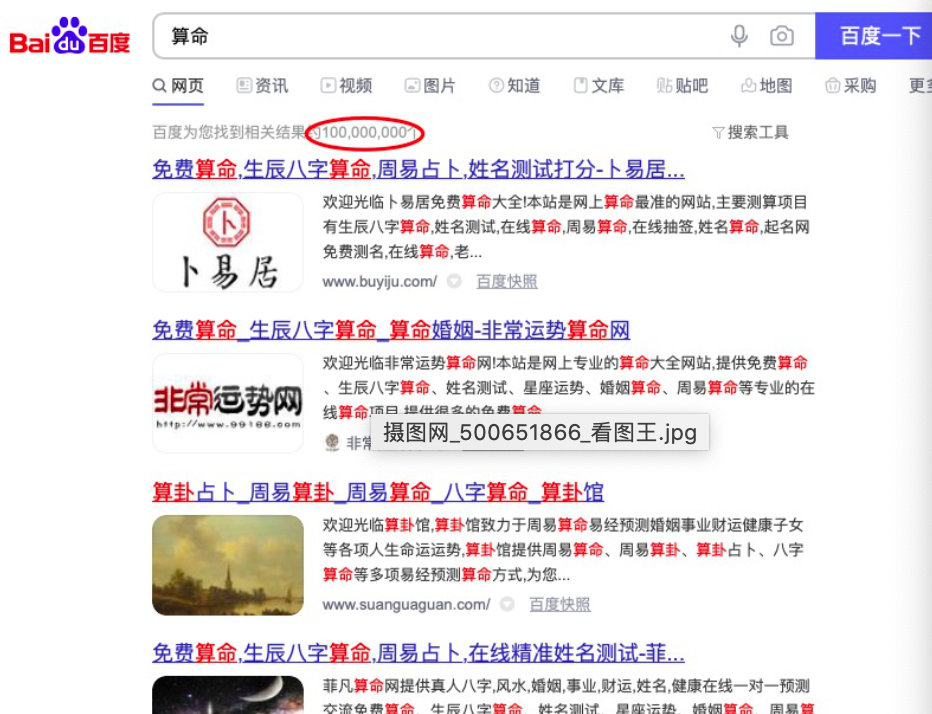 Bai du 百度
算命
百度一下
网页 资讯 视频 图片 知道 文库 贴吧 地图 采购
百度为您找到相关结果约100,000,000个
搜索工具
免费算命,生辰八字算命,周易占卜,姓名测试打分-卜易居...
卜
卜易居
欢迎光临卜易居免费算命大全!本站是网上算命最准的网站,主要测算项目
有生辰八字算命,姓名测试,在线算命,周易算命,在线抽签,姓名算命,起名网
免费测名,在线算命,老...
www.buyiju.com/ 百度快照
免费算命_生辰八字算命_算命婚姻-非常运势算命网
非常运势网
http://www.99166.com
欢迎光临非常运势算命网!本站是网上专业的算命大全网站,提供免费算命
、生辰八字算命、姓名测试、星座运势、婚姻算命、周易算命等专业的在
线算命项目,提供很多的免费算命
非常
摄图网_500651866_看图王.jpg
算卦占卜_周易算卦_周易算命_八字算命_算卦馆
欢迎光临算卦馆,算卦馆致力于周易算命易经预测婚姻事业财运健康子女
等各项人生命运运势,算卦馆提供周易算命、周易算卦、算卦占卜、八字
算命等多项易经预测算命方式,为您...
www.suanguaguan.com/ 百度快照
免费算命,生辰八字算命,周易占卜,在线精准姓名测试-菲...
菲凡算命网提供真人八字,风水,婚姻,事业,财运,姓名,健康在线一对一预测
交流免费算命、生辰八字算命、姓名测试、星座运势、婚姻算命、周易算